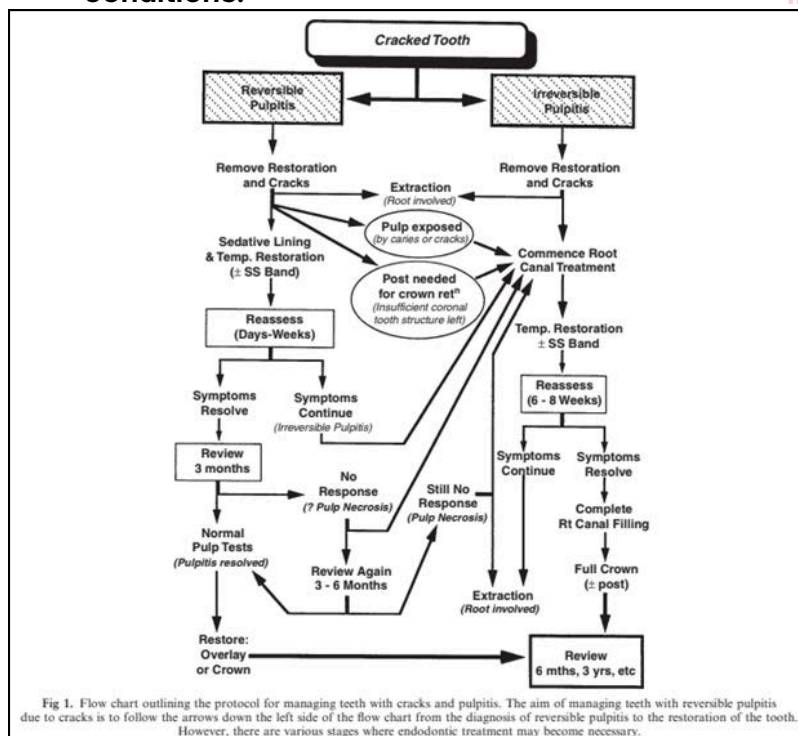 conditions.
Cracked Tooth
Reversible
Pulpitis
Irreversible
Pulpitis
Remove Restoration
and Cracks
Extraction
(Root involved)
Remove Restoration
and Cracks
Pulp exposed
(by caries or cracks)
Sedative Lining
& Temp. Restoration
(± SS Band)
Post needed
for crown retⁿ
(Insufficient coronal
tooth structure left)
Commence Root
Canal Treatment
Reassess
(Days-Weeks)
Temp. Restoration
± SS Band
Symptoms
Resolve
Symptoms
Continue
(Irreversible Pulpitis)
Reassess
(6 - 8 Weeks)
Review
3 months
Symptoms
Continue
Symptoms
Resolve
No
Response
(? Pulp Necrosis)
Still No
Response
(Pulp Necrosis)
Normal
Pulp Tests
(Pulpitis resolved)
Complete
Rt Canal Filling
Review Again
3 - 6 Months
Extraction
(Root involved)
Full Crown
(± post)
Restore:
Overlay
or Crown
Review
6 mths, 3 yrs, etc
Fig 1. Flow chart outlining the protocol for managing teeth with cracks and pulpitis. The aim of managing teeth with reversible pulpitis
due to cracks is to follow the arrows down the left side of the flow chart from the diagnosis of reversible pulpitis to the restoration of the tooth.
However, there are various stages where endodontic treatment may become necessary.